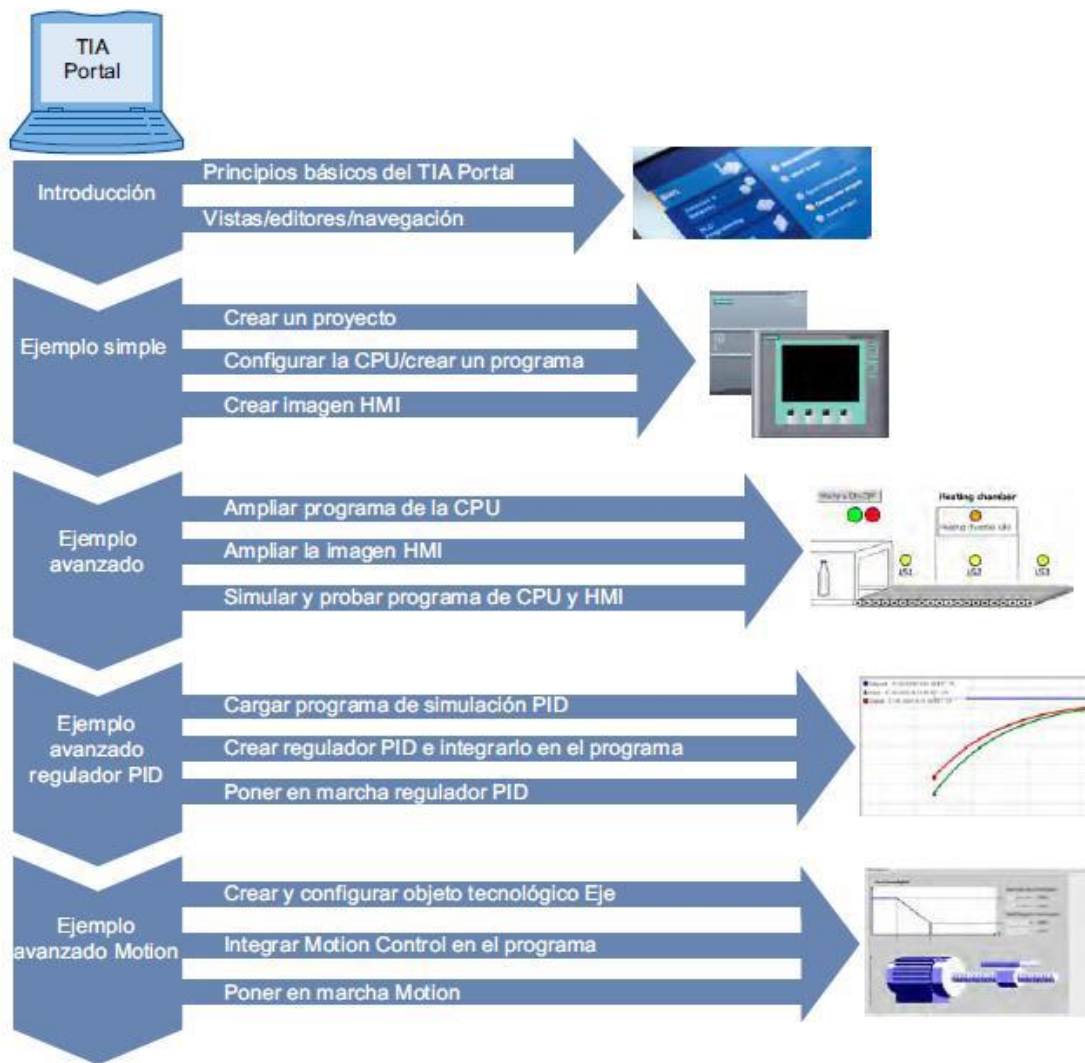 TIA
Portal
Introducción
Principios básicos del TIA Portal
Vistas/editores/navegación
Ejemplo simple
Crear un proyecto
Configurar la CPU/crear un programa
Crear imagen HMI
Ejemplo
avanzado
Ampliar programa de la CPU
Ampliar la imagen HMI
Simular y probar programa de CPU y HMI
Heating chamber
LS1
LS2
LS3
Ejemplo
avanzado
regulador PID
Cargar programa de simulación PID
Crear regulador PID e integrarlo en el programa
Poner en marcha regulador PID
Ejemplo
avanzado Motion
Crear y configurar objeto tecnológico Eje
Integrar Motion Control en el programa
Poner en marcha Motion